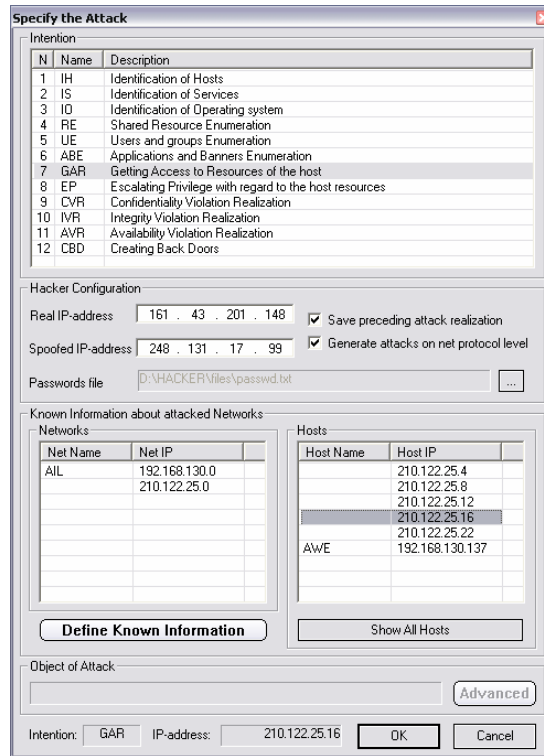 Specify the Attack
Intention
N Name Description
1 IH Identification of Hosts
2 IS Identification of Services
3 IO Identification of Operating system
4 RE Shared Resource Enumeration
5 UE Users and groups Enumeration
6 ABE Applications and Banners Enumeration
7 GAR Getting Access to Resources of the host
8 EP Escalating Privilege with regard to the host resources
9 CVR Confidentiality Violation Realization
10 IVR Integrity Violation Realization
11 AVR Availability Violation Realization
12 CBD Creating Back Doors
Hacker Configuration
Real IP-address 161 . 43 . 201 . 148
Save preceding attack realization
Spoofed IP-address 248 . 131 . 17 . 99
Generate attacks on net protocol level
Passwords file D:\HACKER\files\passwd.txt ...
Known Information about attacked Networks
Networks
Net Name Net IP
AIL 192.168.130.0
210.122.25.0
Define Known Information
Hosts
Host Name Host IP
210.122.25.4
210.122.25.8
210.122.25.12
210.122.25.16
210.122.25.22
AWE 192.168.130.137
Show All Hosts
Object of Attack
Advanced
Intention: GAR IP-address: 210.122.25.16 OK Cancel